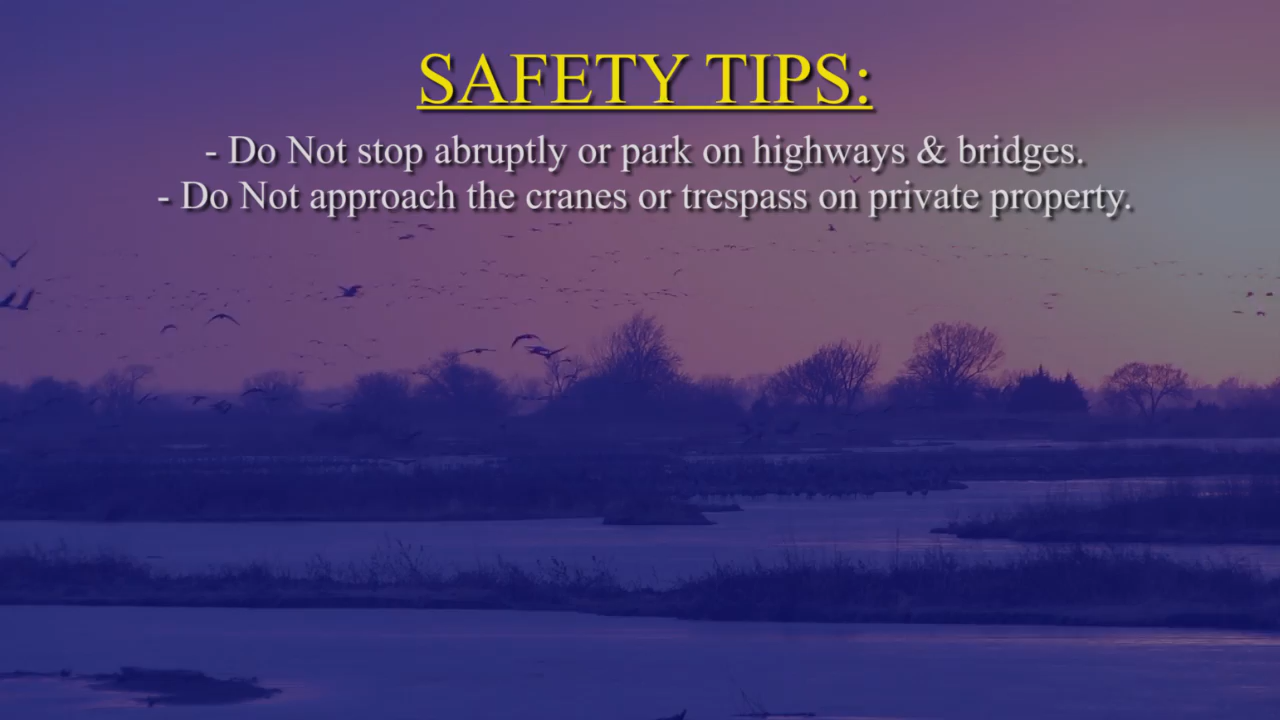 SAFETY TIPS:
- Do Not stop abruptly or park on highways & bridges.
- Do Not approach the cranes or trespass on private property.